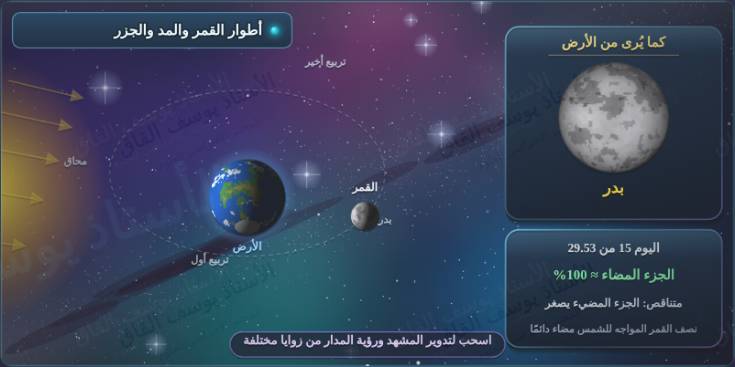 أطوار القمر والمد والجزر
كما يُرى من الأرض
بدر
اليوم 15 من 29.53
الجزء المضاء ≈ 100%
متناقص: الجزء المضيء يصغر
نصف القمر المواجه للشمس مضاء دائمًا
تربيع أخير
محاق
القمر
بدر
الأرض
تربيع أول
اسحب لتدوير المشهد ورؤية المدار من زوايا مختلفة